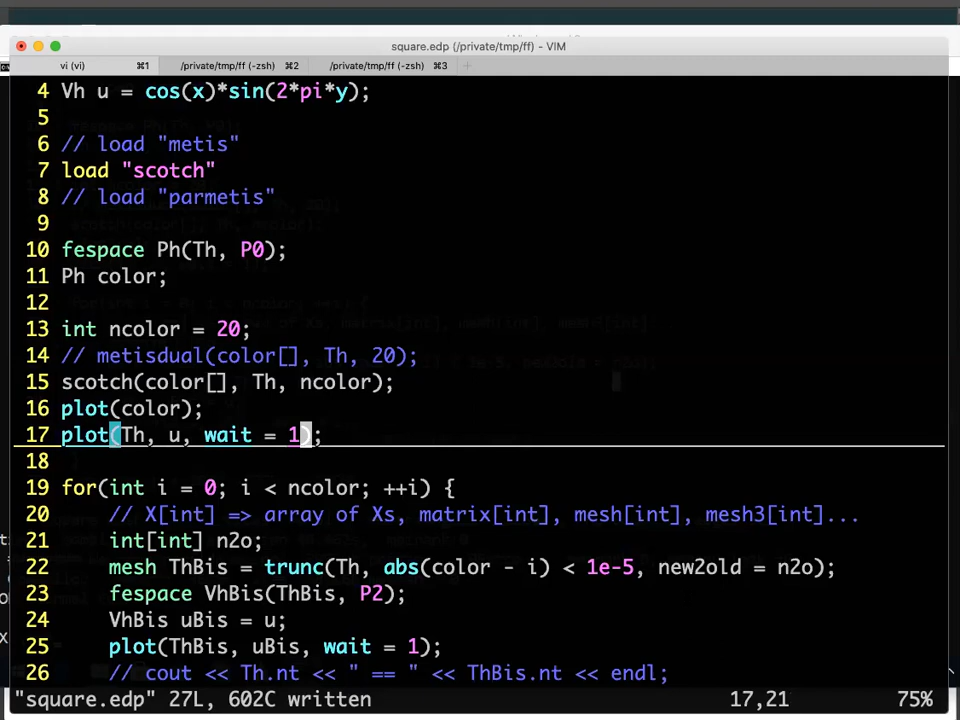 square.edp (/private/tmp/ff) - VIM
vi (vi) ⌘1 /private/tmp/ff (-zsh) ⌘2 /private/tmp/ff (-zsh) ⌘3 +
4 Vh u = cos(x)*sin(2*pi*y);
5
6 // load "metis"
7 load "scotch"
8 // load "parmetis"
9
10 fespace Ph(Th, P0);
11 Ph color;
12
13 int ncolor = 20;
14 // metisdual(color[], Th, 20);
15 scotch(color[], Th, ncolor);
16 plot(color);
17 plot(Th, u, wait = 1);
18
19 for(int i = 0; i < ncolor; ++i) {
20 // X[int] => array of Xs, matrix[int], mesh[int], mesh3[int]...
21 int[int] n2o;
22 mesh ThBis = trunc(Th, abs(color - i) < 1e-5, new2old = n2o);
23 fespace VhBis(ThBis, P2);
24 VhBis uBis = u;
25 plot(ThBis, uBis, wait = 1);
26 // cout << Th.nt << " == " << ThBis.nt << endl;
"square.edp" 27L, 602C written 17,21 75%